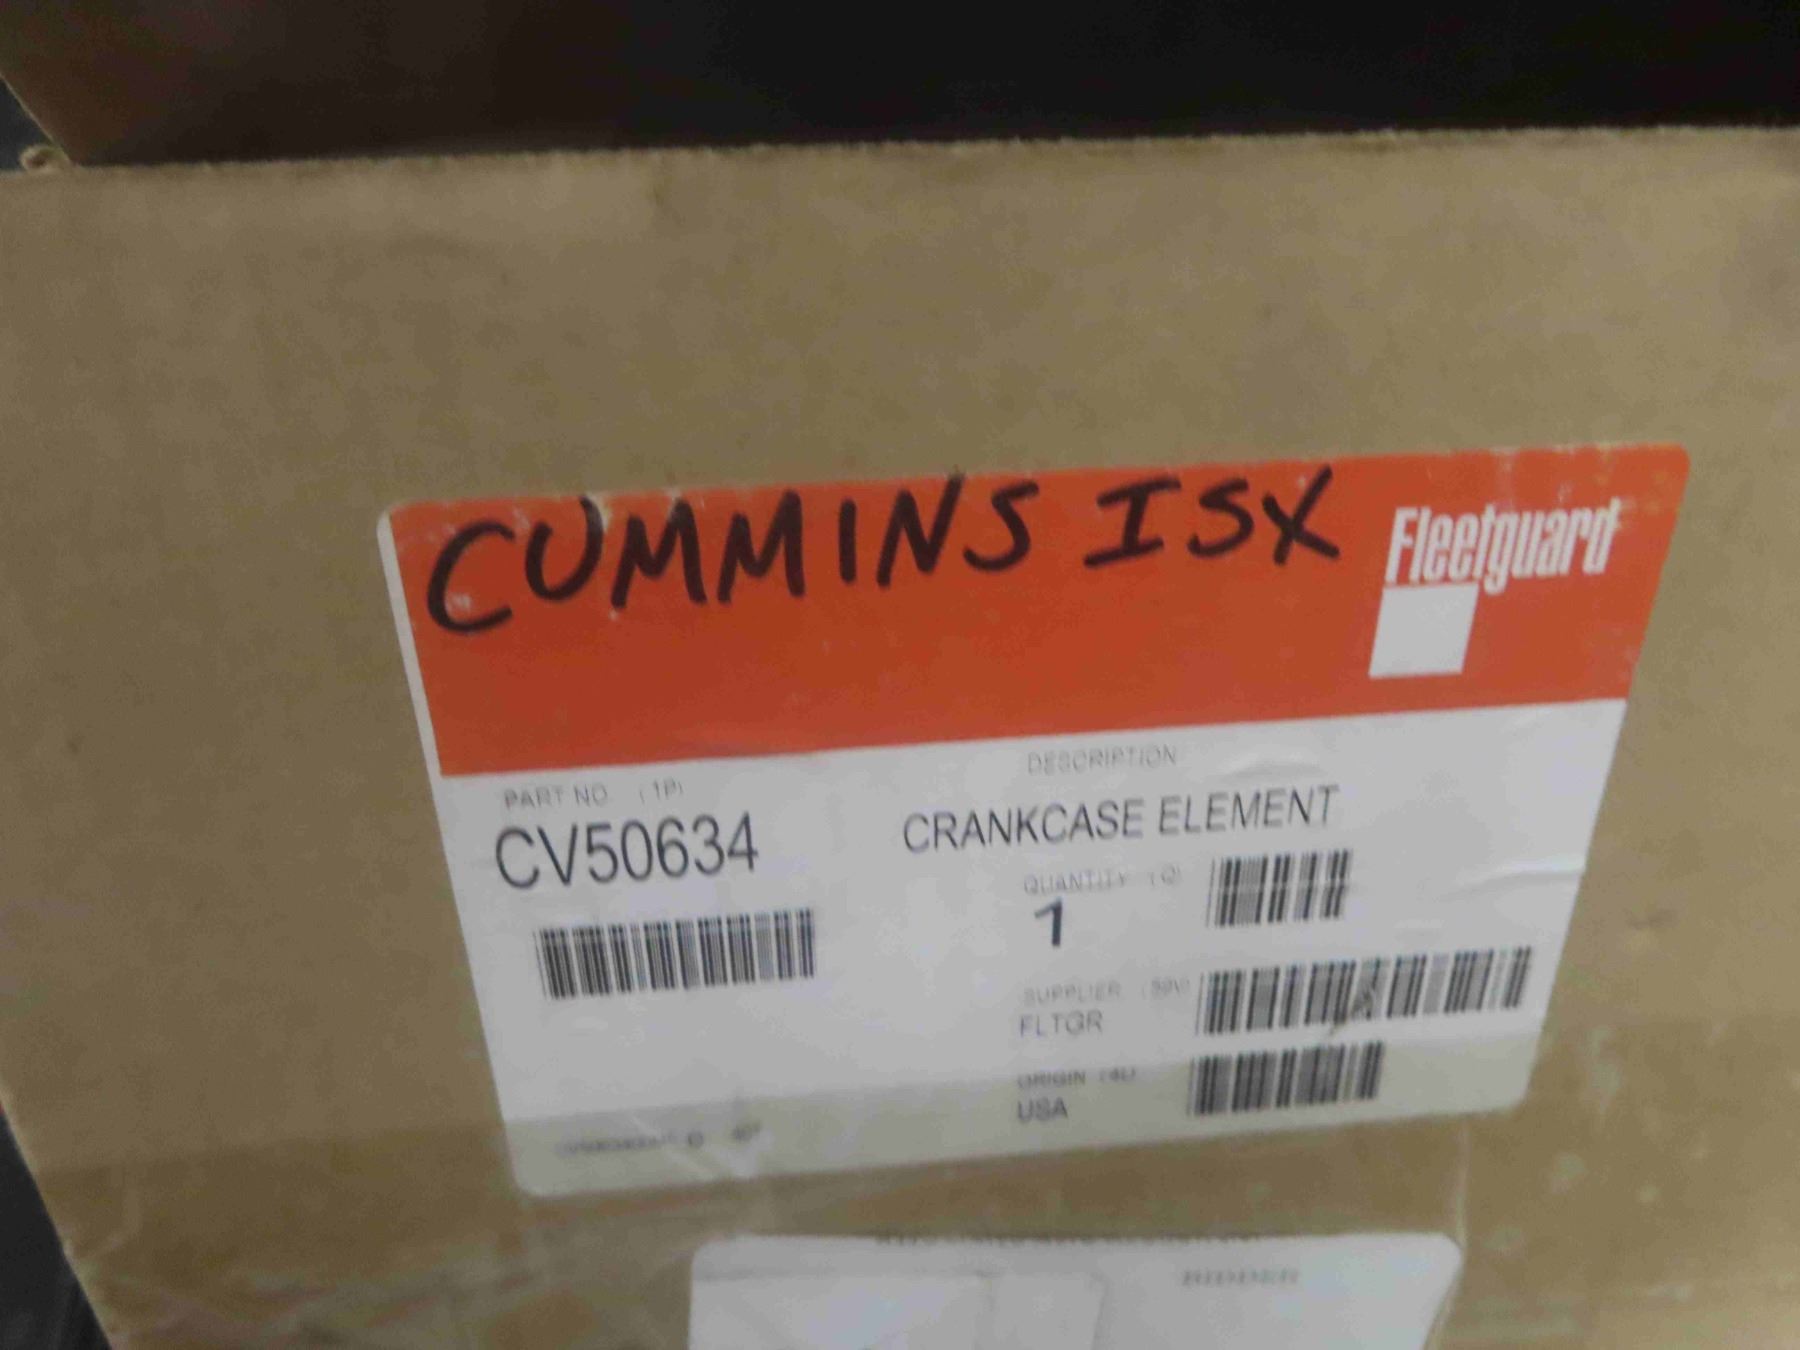 CUMMINS ISX
Fleetguard
PART NO. (1P)
CV50634
DESCRIPTION
CRANKCASE ELEMENT
QUANTITY (Q)
1
SUPPLIER
FLTGR
ORIGIN (4L)
USA